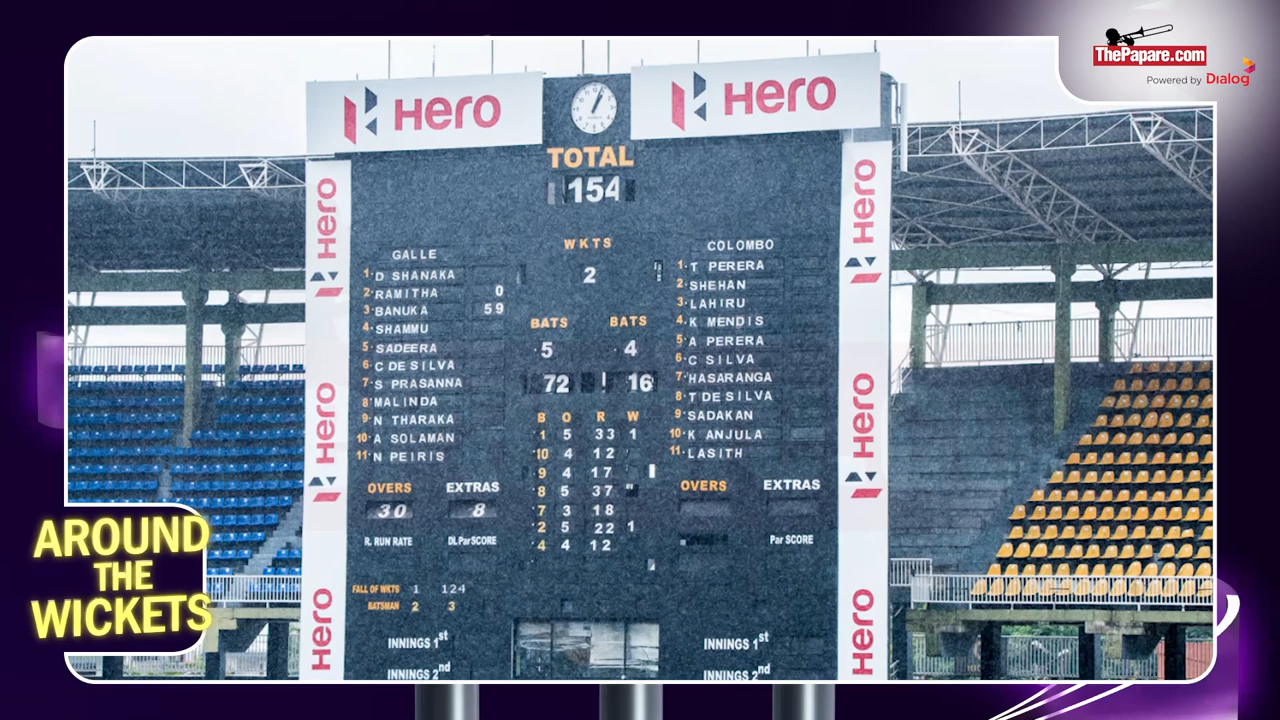 ThePapare.com
Powered by Dialog
HERO
HERO
TOTAL
154
WKTS
2
GALLE
1 D SHANAKA
2 RAMITHA 0
3 BANUKA 59
4 SHAMMU
5 SADEERA
6 C DE SILVA
7 S PRASANNA
8 MALINDA
9 N THARAKA
10 A SOLAMAN
11 N PEIRIS
OVERS EXTRAS
30 8
R. RUN RATE DL Par SCORE
FALL OF WKTS 1 124
BATSMAN 2 3
INNINGS 1st
INNINGS 2nd
BATS BATS
5 4
72 16
B O R W
1 5 33 1
10 4 12
9 4 17
8 5 37
7 3 18
2 5 22 1
4 4 12
COLOMBO
1 T PERERA
2 SHEHAN
3 LAHIRU
4 K MENDIS
5 A PERERA
6 C SILVA
7 HASARANGA
8 T DE SILVA
9 SADAKAN
10 K ANJULA
11 LASITH
OVERS EXTRAS
Par SCORE
INNINGS 1st
INNINGS 2nd
HERO
HERO
HERO
HERO
HERO
HERO
AROUND
THE
WICKETS